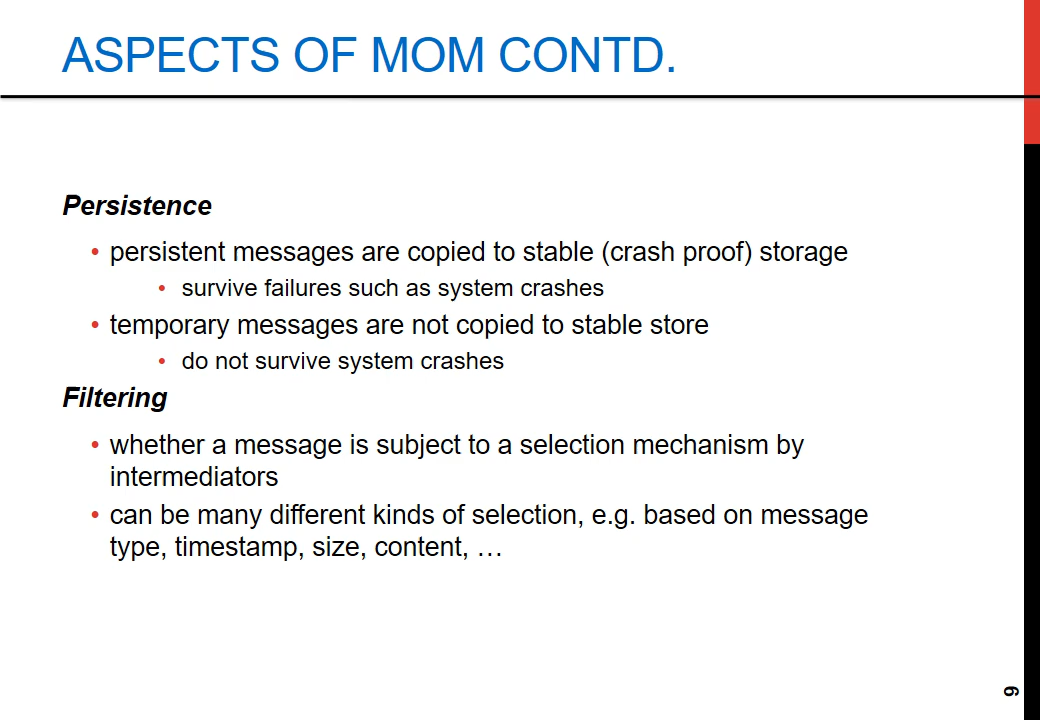 ASPECTS OF MOM CONTD.
Persistence
• persistent messages are copied to stable (crash proof) storage
• survive failures such as system crashes
• temporary messages are not copied to stable store
• do not survive system crashes
Filtering
• whether a message is subject to a selection mechanism by
intermediators
• can be many different kinds of selection, e.g. based on message
type, timestamp, size, content, …
9